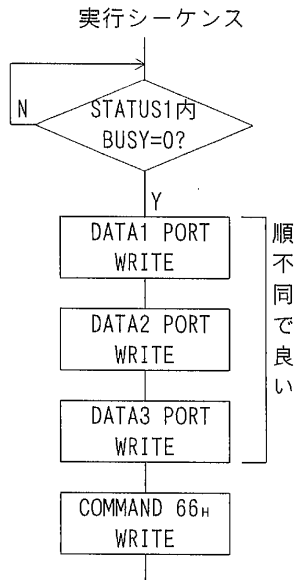 実行シーケンス
N
STATUS1内
BUSY=0?
Y
DATA1 PORT
WRITE
DATA2 PORT
WRITE
DATA3 PORT
WRITE
順不同で良い
COMMAND 66H
WRITE